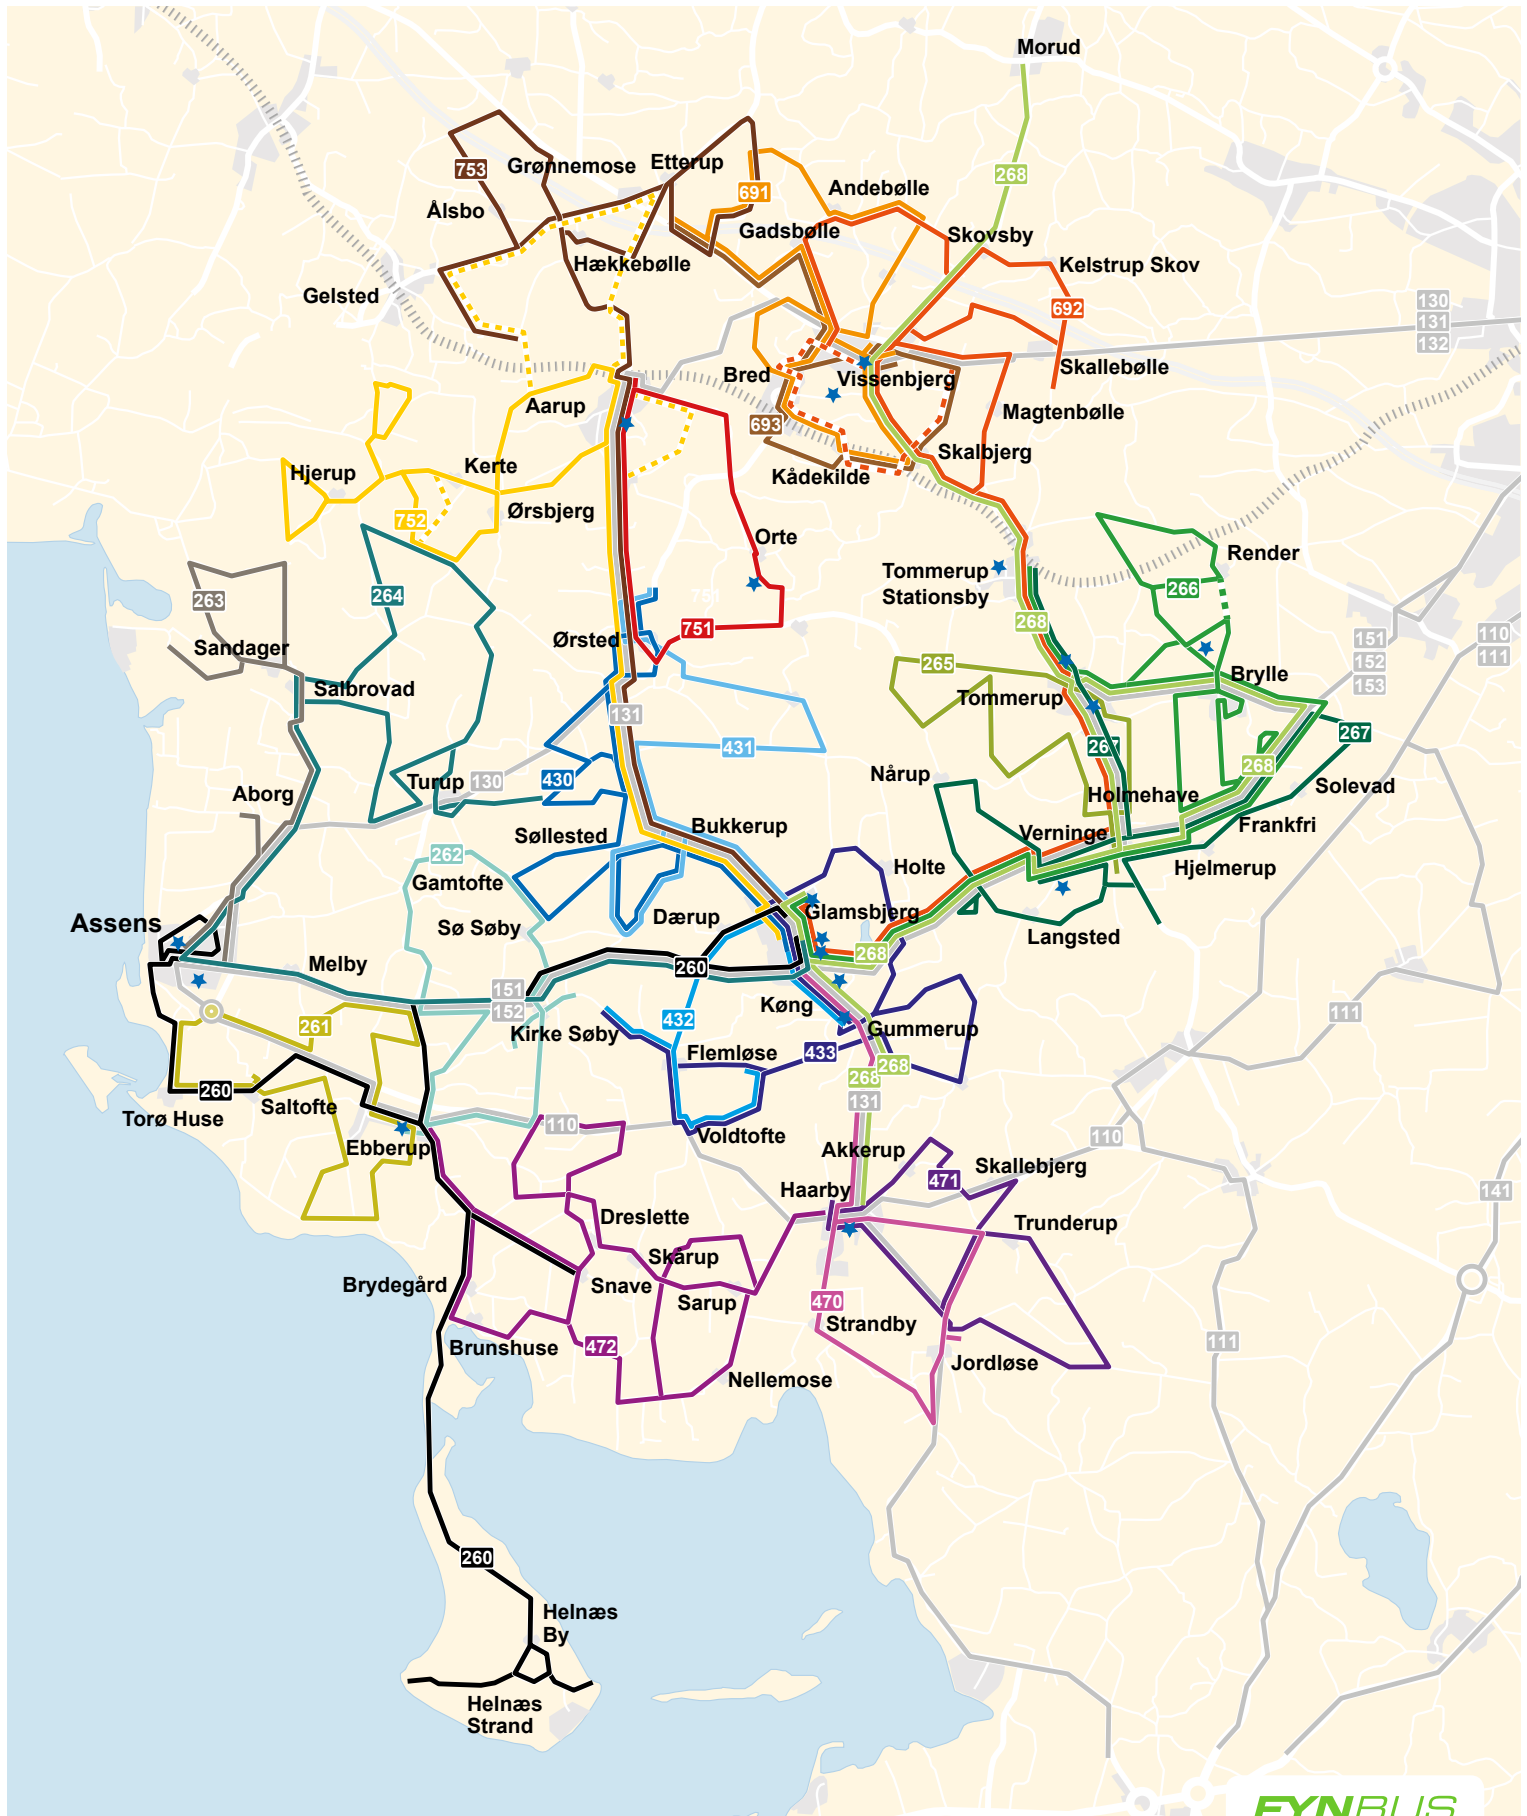 Morud
Grønnemose
Etterup
753
268
691
Andebølle
Ålsbo
Gadsbølle
Skovsby
Hækkebølle
Kelstrup Skov
Gelsted
692
130
131
132
Skallebølle
Bred
Vissenbjerg
Aarup
Magtenbølle
693
Skalbjerg
Kerte
Hjerup
Kådekilde
Ørsbjerg
752
Orte
Render
Tommerup
Stationsby
266
751
263
264
268
751
Ørsted
Sandager
151
152
153
110
111
265
Salbrovad
Brylle
Tommerup
131
267
267
431
268
Nårup
Turup
130
430
Solevad
Aborg
Holmehave
Frankfri
Søllested
Bukkerup
Verninge
262
Holte
Hjelmerup
Gamtofte
Assens
Dærup
Glamsbjerg
Sø Søby
Langsted
268
Melby
260
151
152
Køng
111
261
Kirke Søby
432
Gummerup
Flemløse
433
268
268
260
131
Torø Huse
Saltofte
110
Voldtofte
110
Ebberup
Akkerup
Skallebjerg
471
Haarby
141
Dreslette
Trunderup
Skårup
Brydegård
Snave
Sarup
470
Strandby
111
Brunshuse
472
Jordløse
Nellemose
260
Helnæs
By
Helnæs
Strand
FYNBUS